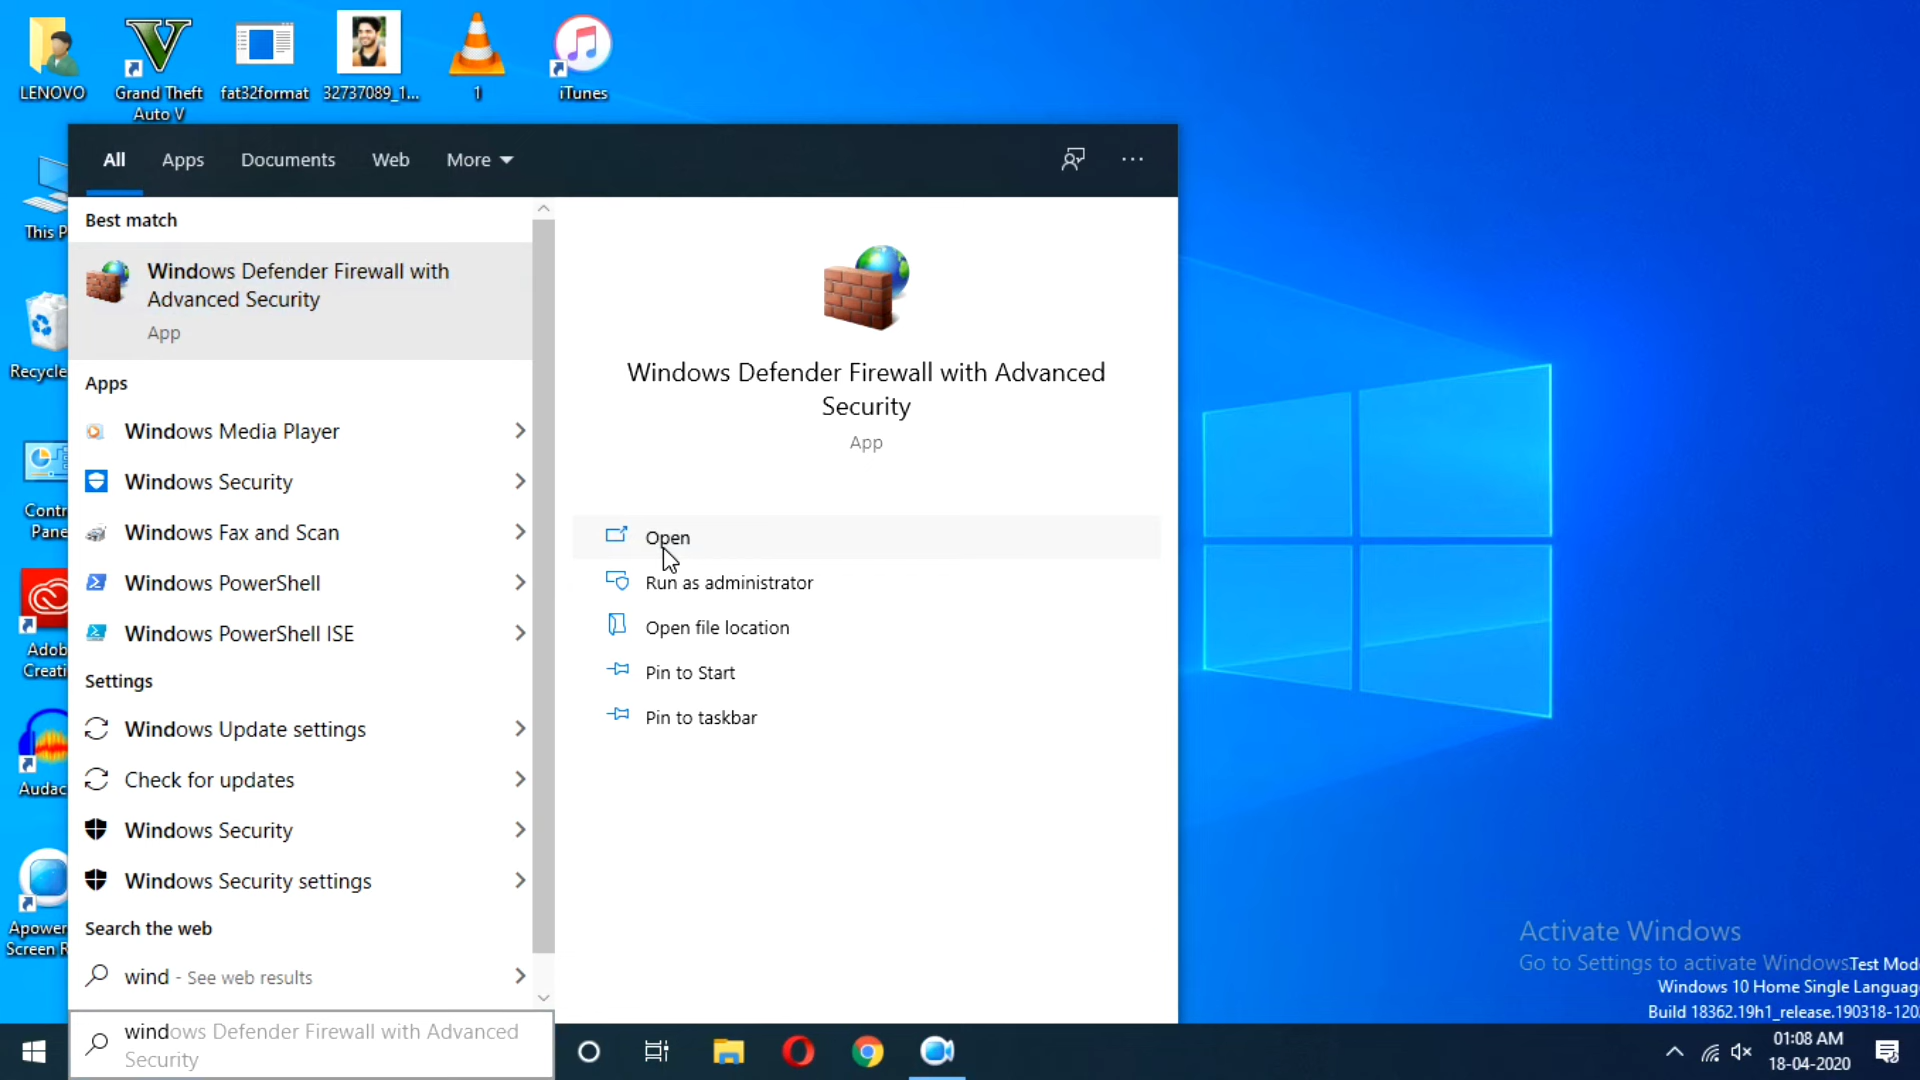 LENOVO
Grand Theft
Auto V
fat32format
32737089_1...
1
iTunes
This P
Recycle
Contr
Pane
Adob
Creati
Audac
Apower
Screen R
All
Apps
Documents
Web
More
Best match
Windows Defender Firewall with
Advanced Security
App
Apps
Windows Media Player
Windows Security
Windows Fax and Scan
Windows PowerShell
Windows PowerShell ISE
Settings
Windows Update settings
Check for updates
Windows Security
Windows Security settings
Search the web
wind - See web results
windows Defender Firewall with Advanced
Security
Windows Defender Firewall with Advanced
Security
App
Open
Run as administrator
Open file location
Pin to Start
Pin to taskbar
Activate Windows
Go to Settings to activate Windows.
Test Mod
Windows 10 Home Single Languag
Build 18362.19h1_release.190318-120
01:08 AM
18-04-2020